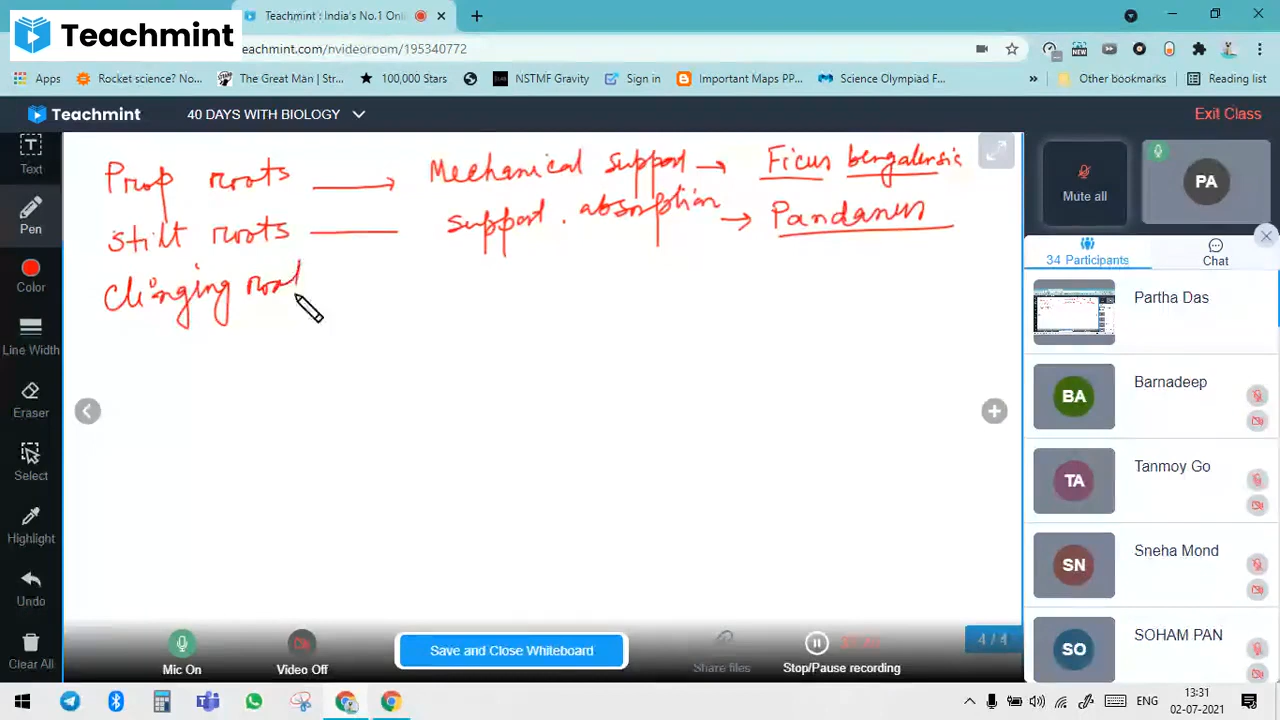 Teachmint
Teachmint: India's No.1 Onli
eachmint.com/nvideoroom/195340772
Apps
Rocket science? No...
The Great Man | Str...
100,000 Stars
NSTMF Gravity
Sign in
Important Maps PP...
Science Olympiad F...
»
Other bookmarks
Reading list
NEW
Teachmint
40 DAYS WITH BIOLOGY
Exit Class
Text
Pen
Color
Line Width
Eraser
Select
Highlight
Undo
Clear All
Prop roots → Mechanical support → Ficus bengalensis
Stilt roots — support. absorption → Pandanus
Clinging root
PA
Mute all
34 Participants
Chat
Partha Das
BA
Barnadeep
TA
Tanmoy Go
SN
Sneha Mond
SO
SOHAM PAN
Mic On
Video Off
Save and Close Whiteboard
Share files
Stop/Pause recording
4 / 4
ENG
13:31
02-07-2021